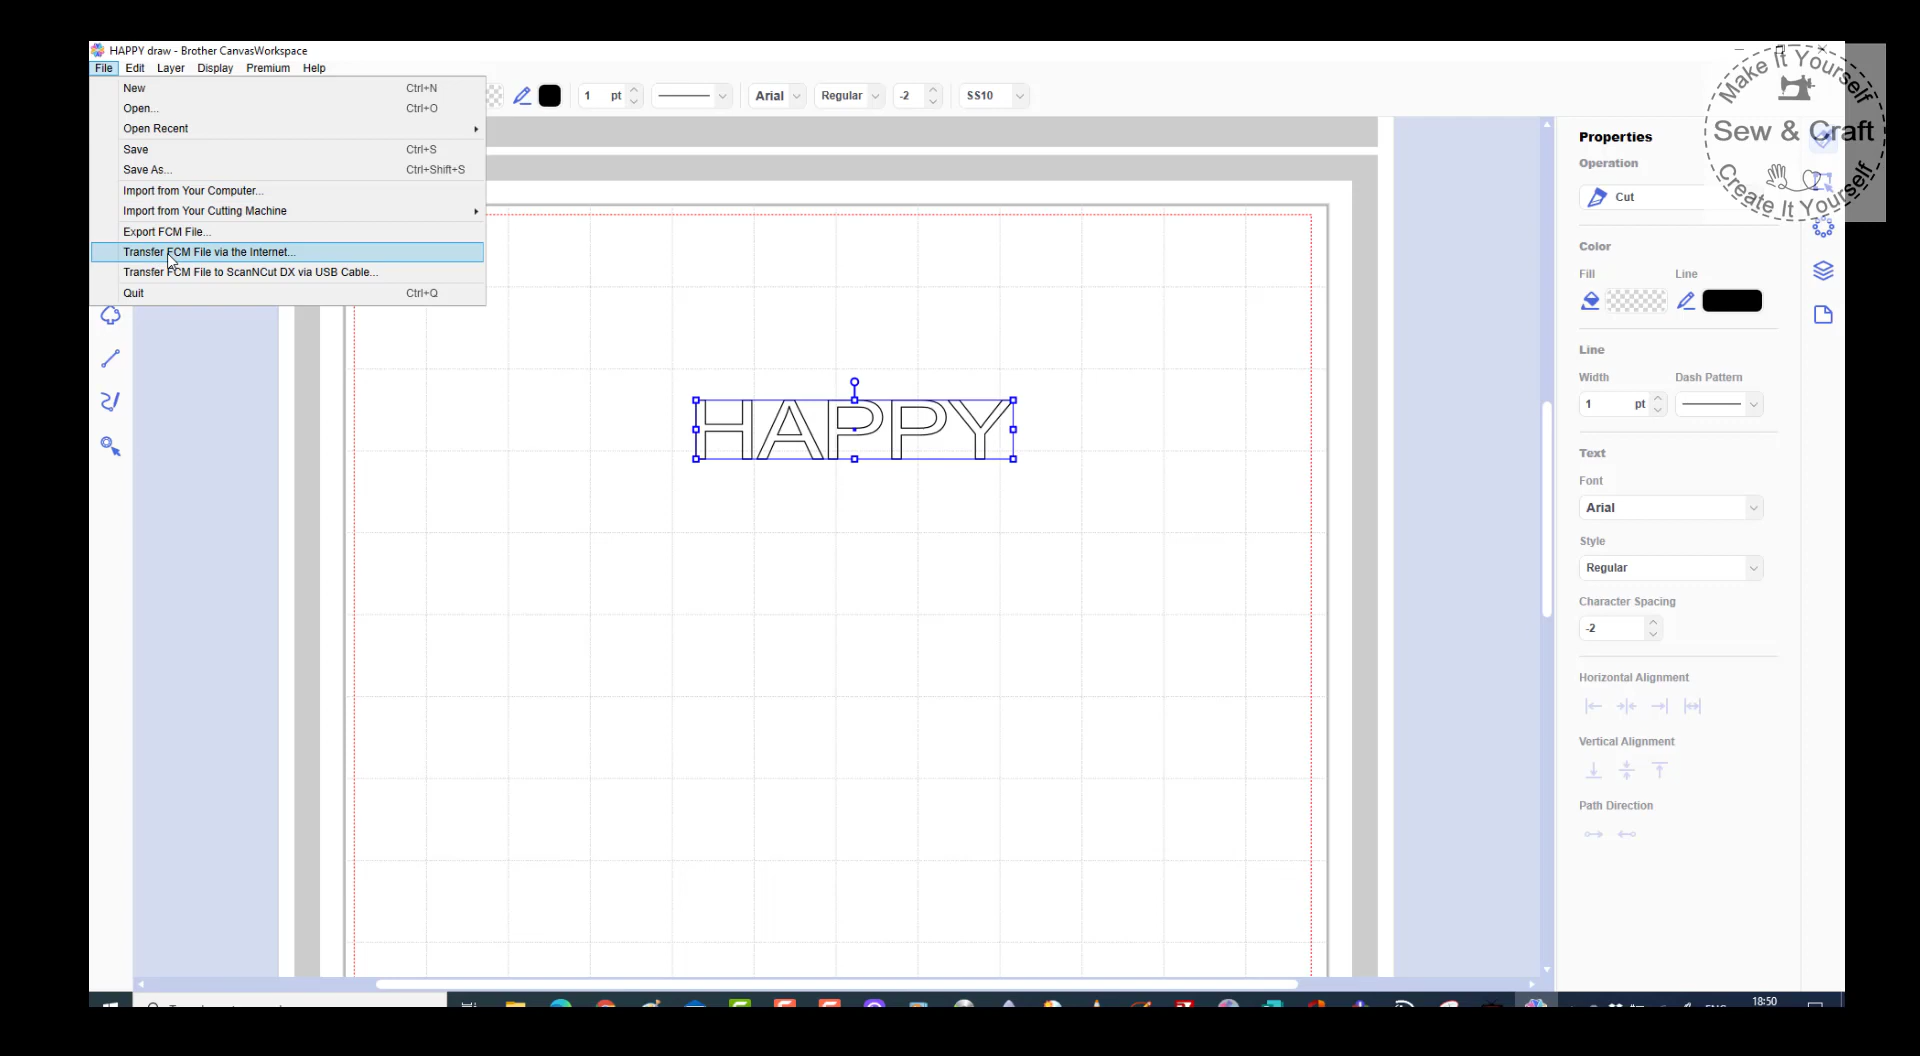 HAPPY draw - Brother CanvasWorkspace
File Edit Layer Display Premium Help
New Ctrl+N
Open... Ctrl+O
Open Recent
Save Ctrl+S
Save As... Ctrl+Shift+S
Import from Your Computer...
Import from Your Cutting Machine
Export FCM File...
Transfer FCM File via the Internet...
Transfer FCM File to ScanNCut DX via USB Cable...
Quit Ctrl+Q
1 pt Arial Regular -2 SS10
HAPPY
Make It Yourself
Sew & Craft
Create It Yourself
Properties
Operation
Cut
Color
Fill Line
Line
Width Dash Pattern
1 pt
Text
Font
Arial
Style
Regular
Character Spacing
-2
Horizontal Alignment
Vertical Alignment
Path Direction
18:50